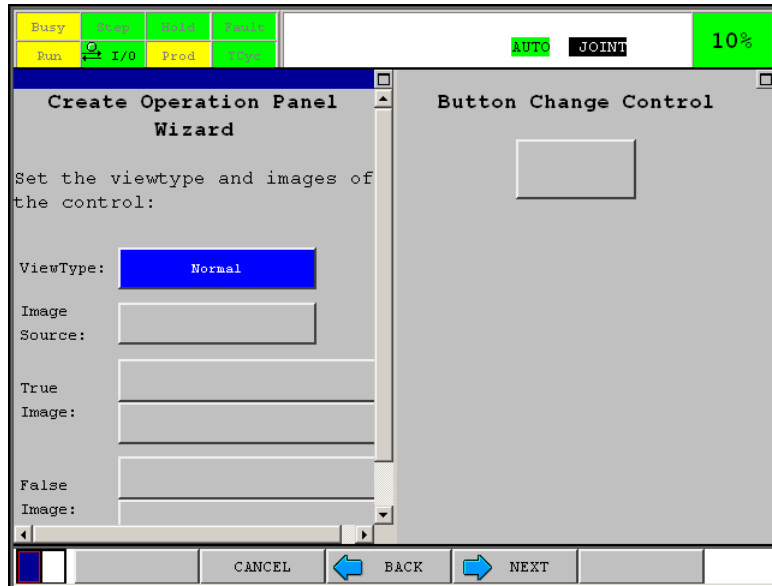 Busy Step Hold Fault
Run I/O Prod TCyc
AUTO JOINT 10%
Create Operation Panel
Wizard
Set the viewtype and images of
the control:
ViewType: Normal
Image
Source:
True
Image:
False
Image:
Button Change Control
CANCEL BACK NEXT